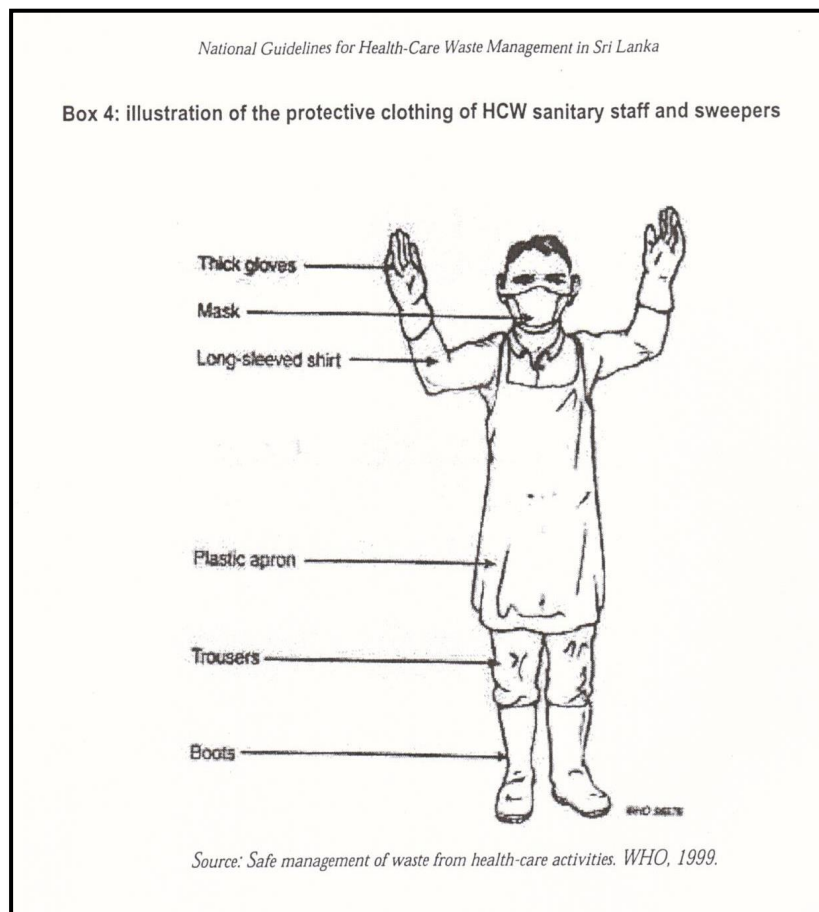 National Guidelines for Health-Care Waste Management in Sri Lanka
Box 4: illustration of the protective clothing of HCW sanitary staff and sweepers
Thick gloves
Mask
Long-sleeved shirt
Plastic apron
Trousers
Boots
Source: Safe management of waste from health-care activities. WHO, 1999.